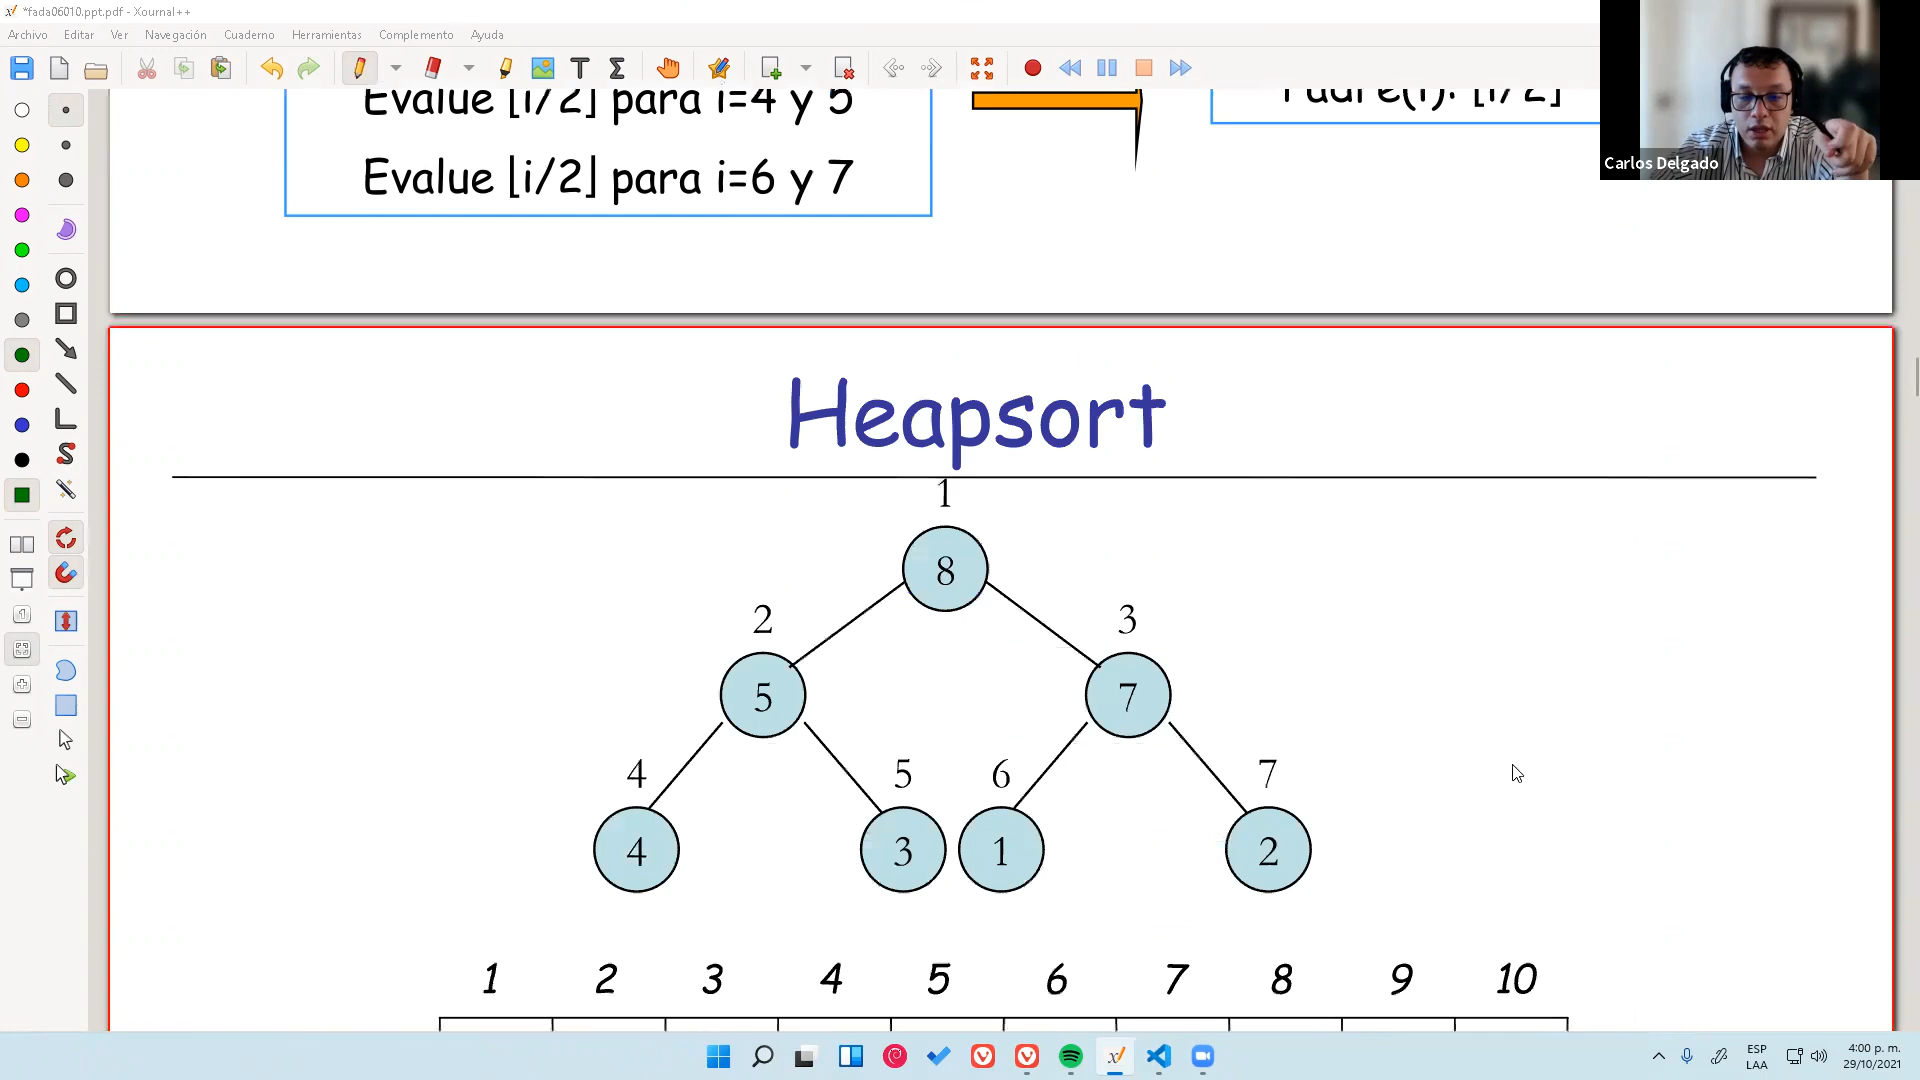 *fada06010.ppt.pdf - Xournal++
Archivo Editar Ver Navegación Cuaderno Herramientas Complemento Ayuda
Evalue [i/2] para i=4 y 5
Padre(i): [i/2]
Evalue ⌊i/2⌋ para i=6 y 7
Carlos Delgado
Heapsort
1
8
2 3
5 7
4 5 6 7
4 3 1 2
1 2 3 4 5 6 7 8 9 10
ESP
LAA
4:00 p. m.
29/10/2021